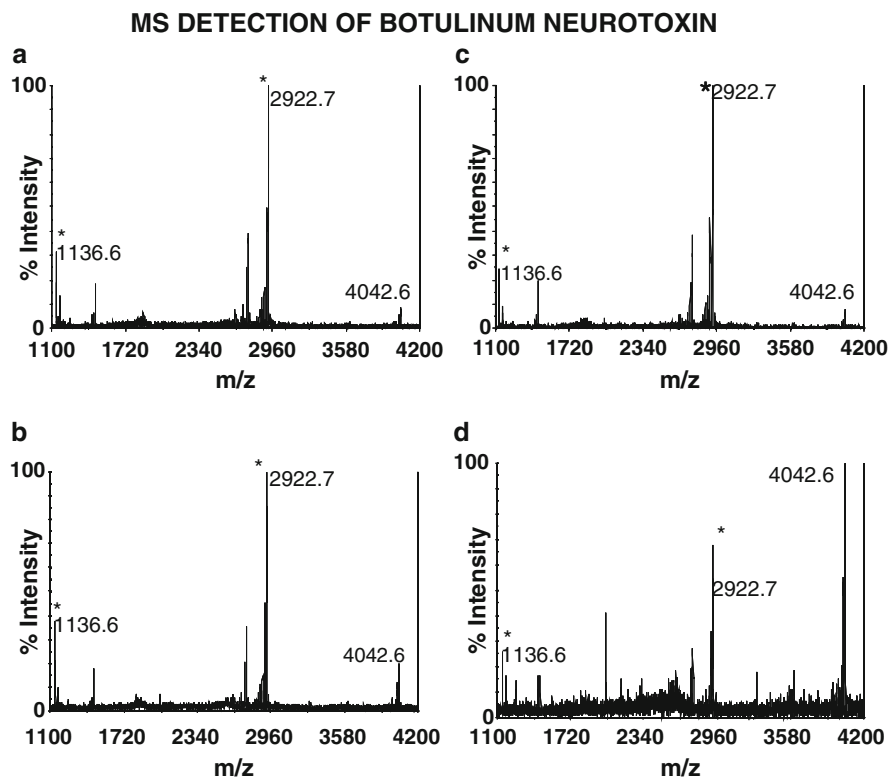 MS DETECTION OF BOTULINUM NEUROTOXIN
a
100
% Intensity
0
*
2922.7
*
1136.6
4042.6
1100 1720 2340 2960 3580 4200
m/z
c
100
% Intensity
0
*2922.7
*
1136.6
4042.6
1100 1720 2340 2960 3580 4200
m/z
b
100
% Intensity
0
*
2922.7
*
1136.6
4042.6
1100 1720 2340 2960 3580 4200
m/z
d
100
% Intensity
0
4042.6
*
2922.7
*
1136.6
1100 1720 2340 2960 3580 4200
m/z